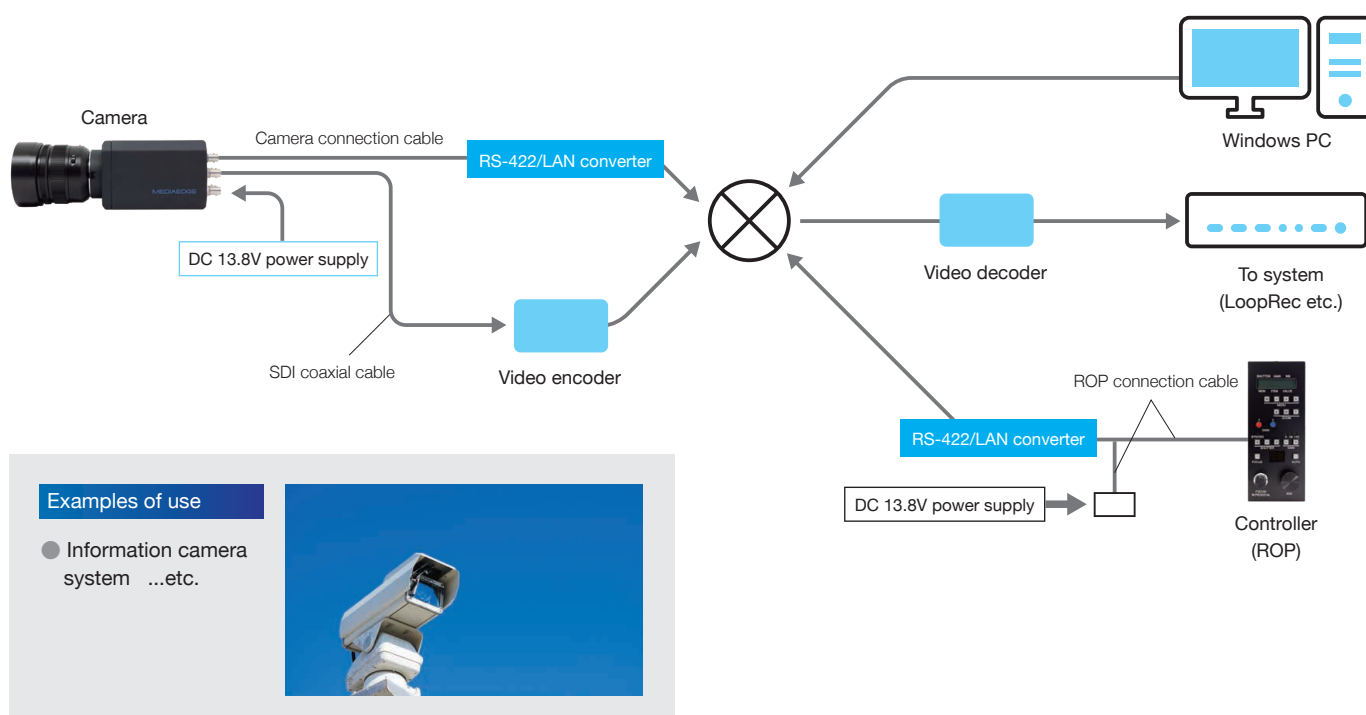 Camera
Camera connection cable
RS-422/LAN converter
MEDIAEDGE
DC 13.8V power supply
SDI coaxial cable
Video encoder
Windows PC
Video decoder
To system
(LoopRec etc.)
ROP connection cable
RS-422/LAN converter
DC 13.8V power supply
Controller
(ROP)
Examples of use
Information camera
system ...etc.